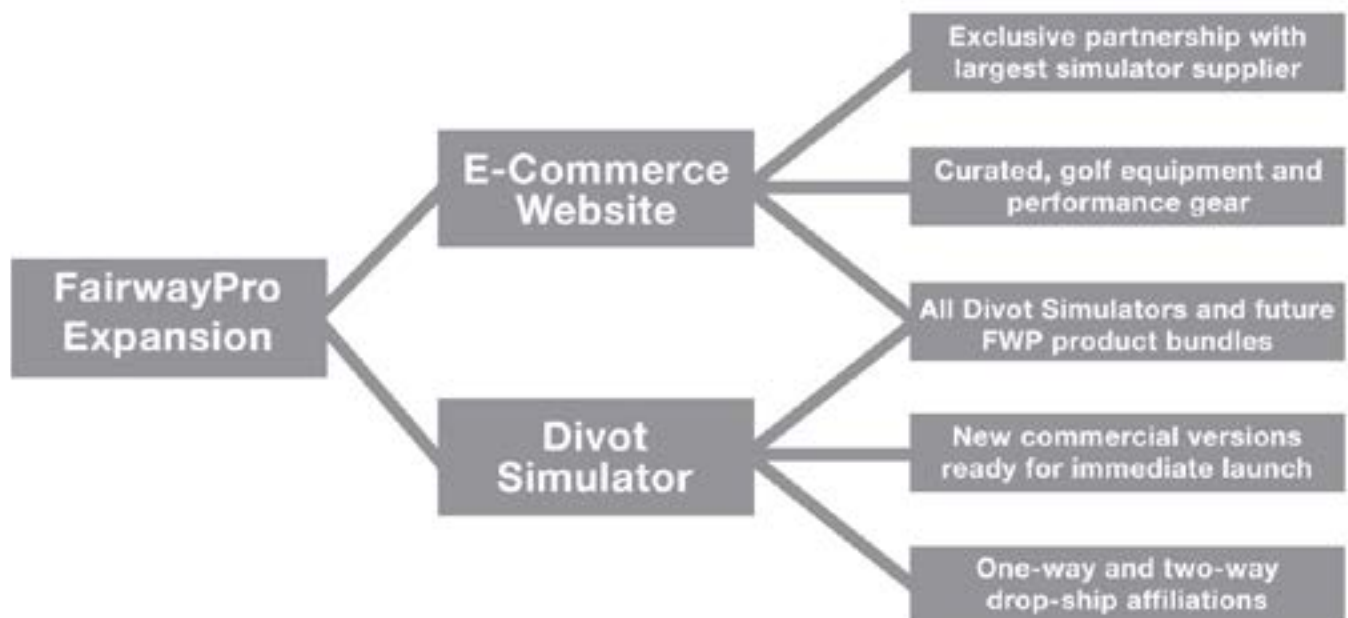 Exclusive partnership with
largest simulator supplier
E-Commerce
Website
Curated, golf equipment and
performance gear
FairwayPro
Expansion
All Divot Simulators and future
FWP product bundles
Divot
Simulator
New commercial versions
ready for immediate launch
One-way and two-way
drop-ship affiliations